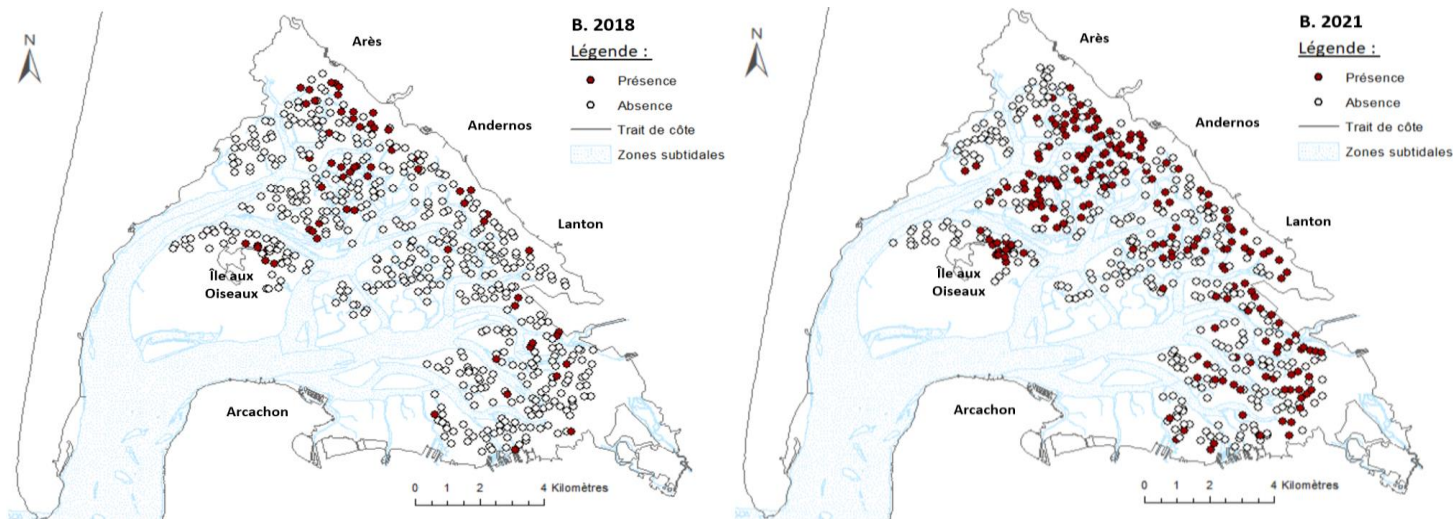 B. 2018
Légende :
Présence
Absence
Trait de côte
Zones subtidales
N
Arès
Andernos
Lanton
Île aux
Oiseaux
Arcachon
0 1 2 4 Kilomètres
B. 2021
Légende :
Présence
Absence
Trait de côte
Zones subtidales
N
Arès
Andernos
Lanton
Île aux
Oiseaux
Arcachon
0 1 2 4 Kilomètres